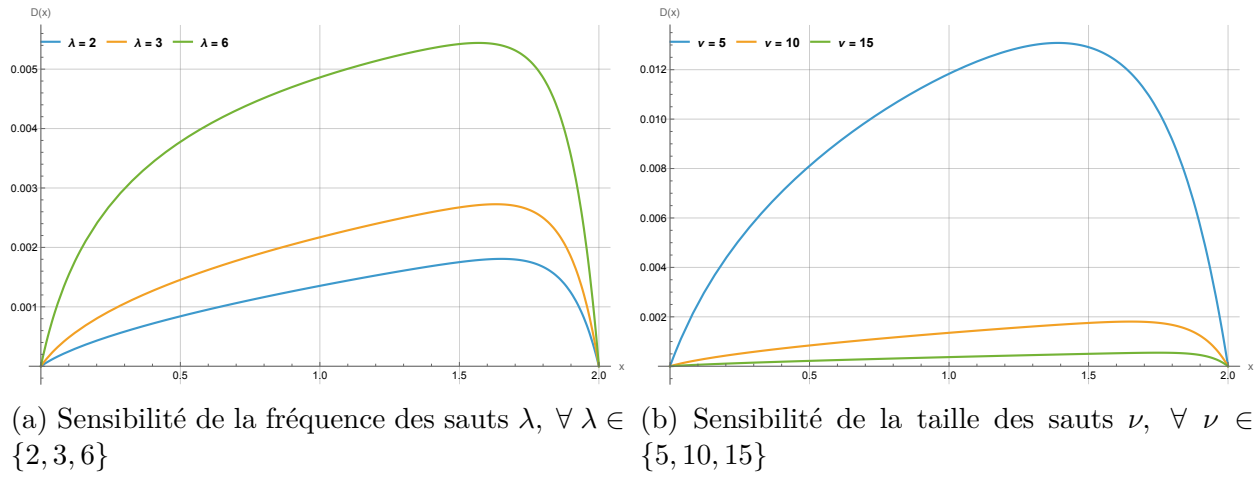 D(x)
λ = 2 λ = 3 λ = 6
0.005
0.004
0.003
0.002
0.001
0.5 1.0 1.5 2.0 x
D(x)
ν = 5 ν = 10 ν = 15
0.012
0.010
0.008
0.006
0.004
0.002
0.5 1.0 1.5 2.0 x
(a) Sensibilité de la fréquence des sauts λ, ∀ λ ∈
{2, 3, 6}
(b) Sensibilité de la taille des sauts ν, ∀ ν ∈
{5, 10, 15}